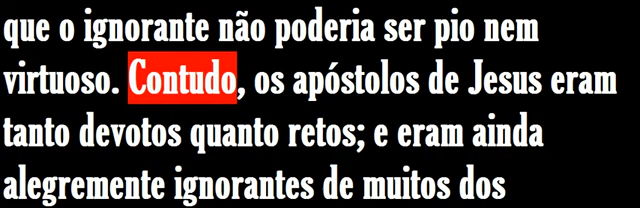 que o ignorante não poderia ser pio nem
virtuoso. Contudo, os apóstolos de Jesus eram
tanto devotos quanto retos; e eram ainda
alegremente ignorantes de muitos dos